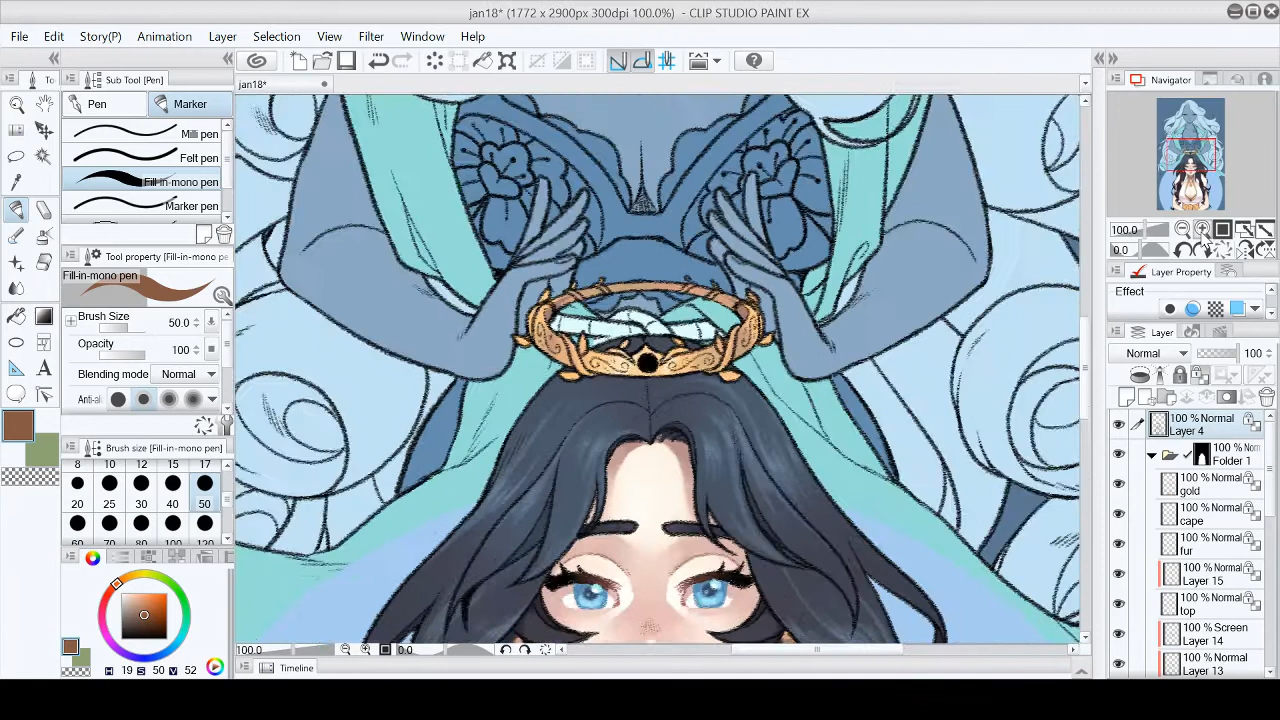 jan18* (1772 x 2900px 300dpi 100.0%) - CLIP STUDIO PAINT EX
File Edit Story(P) Animation Layer Selection View Filter Window Help
To Sub Tool [Pen]
Navigator
jan18*
Pen Marker
Milli pen
Felt pen
Fill-in-mono pen
Marker pen
Tool property [Fill-in-mono pe
Fill-in-mono pen
Brush Size 50.0
Opacity 100
Blending mode Normal
Anti-al
Brush size [Fill-in-mono pen]
8 10 12 15 17
20 25 30 40 50
60 70 80 100 120
H 19 S 50 V 52
100.0
0.0
Layer Property
Effect
Layer
Normal 100
100 % Normal
Layer 4
100 % Norm
Folder 1
100 % Normal
gold
100 % Normal
cape
100 % Normal
fur
100 % Normal
Layer 15
100 % Normal
top
100 % Screen
Layer 14
100 % Normal
Layer 13
100.0 0.0
Timeline